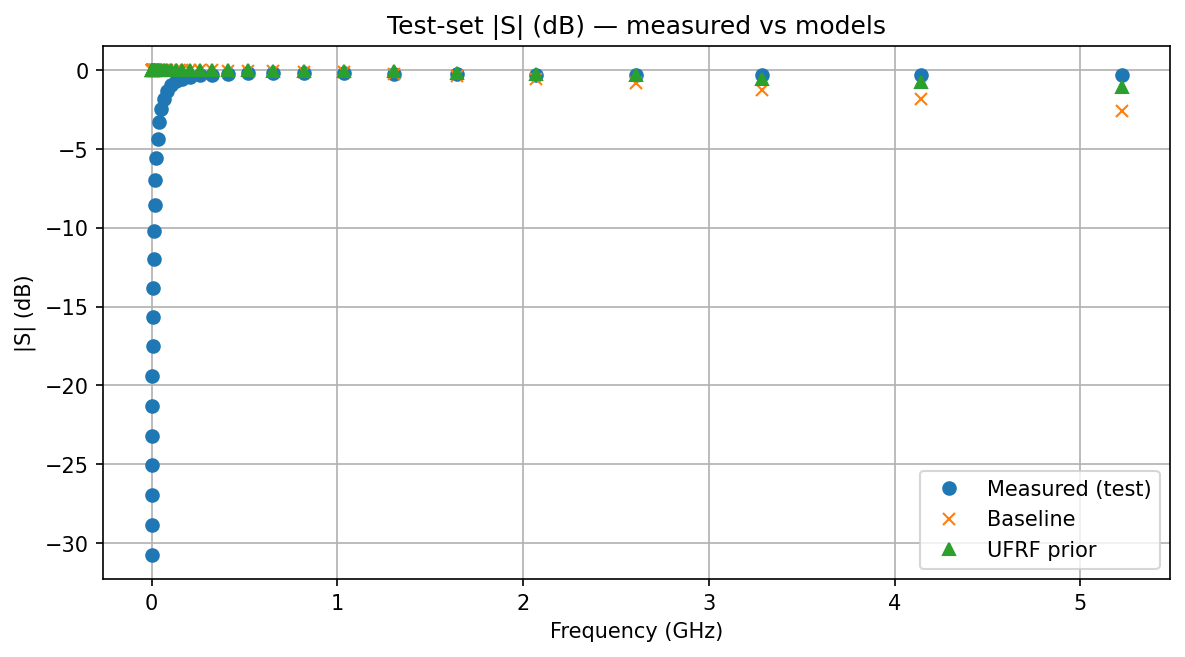 Test-set |S| (dB) — measured vs models
|S| (dB)
0
−5
−10
−15
−20
−25
−30
0 1 2 3 4 5
Frequency (GHz)
Measured (test)
Baseline
UFRF prior